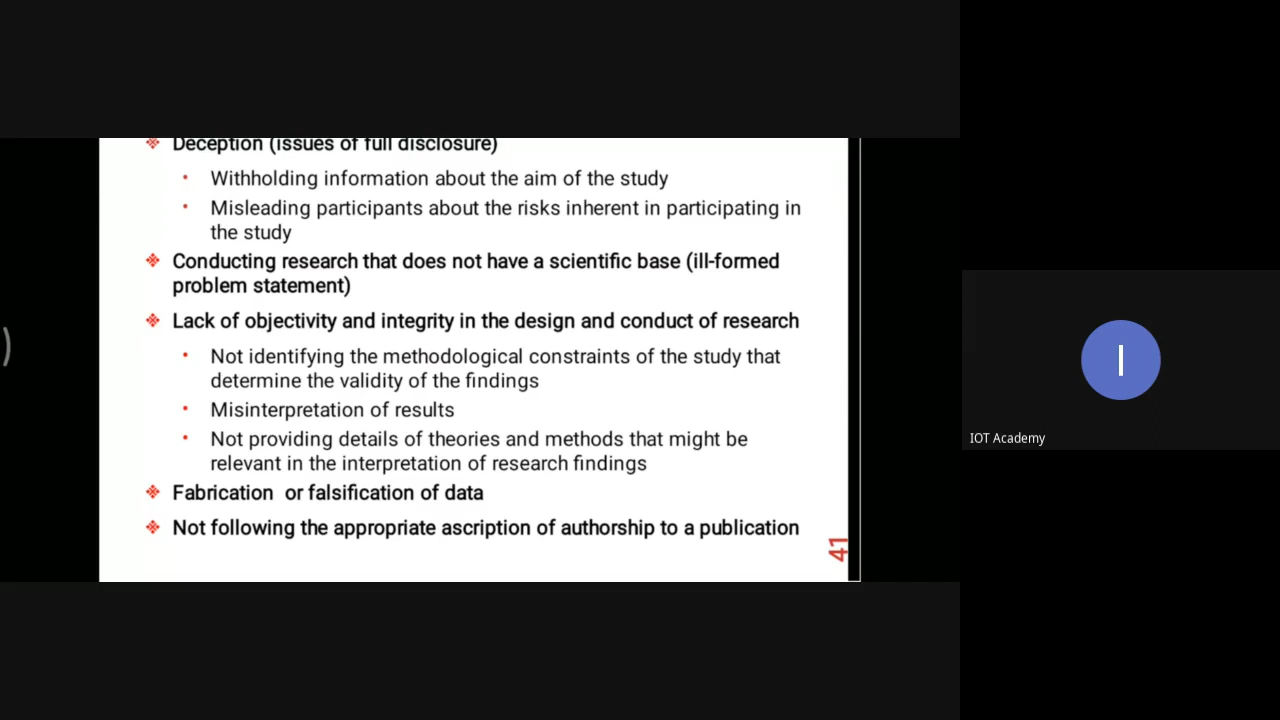 Deception (issues of full disclosure)
Withholding information about the aim of the study
Misleading participants about the risks inherent in participating in
the study
Conducting research that does not have a scientific base (ill-formed
problem statement)
Lack of objectivity and integrity in the design and conduct of research
Not identifying the methodological constraints of the study that
determine the validity of the findings
Misinterpretation of results
Not providing details of theories and methods that might be
relevant in the interpretation of research findings
Fabrication or falsification of data
Not following the appropriate ascription of authorship to a publication
41
I
IOT Academy